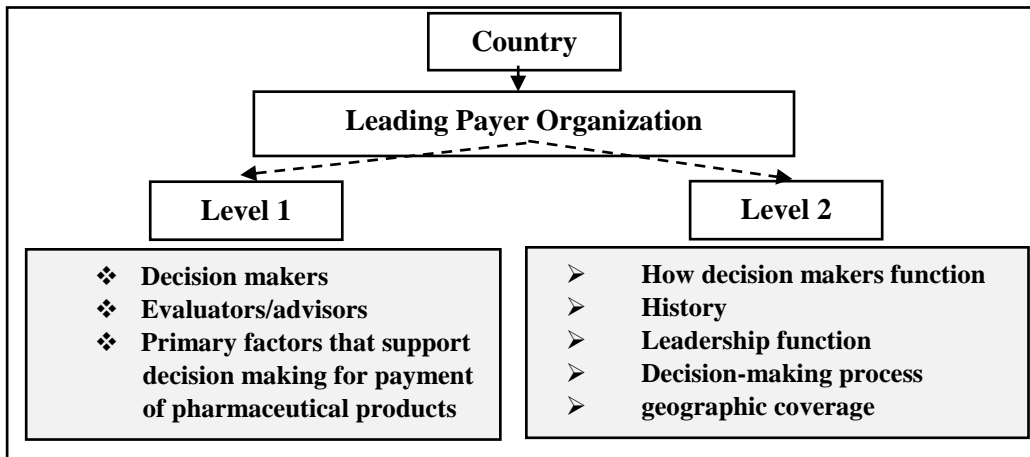 Country
Leading Payer Organization
Level 1
Level 2
❖ Decision makers
❖ Evaluators/advisors
❖ Primary factors that support
decision making for payment
of pharmaceutical products
➢ How decision makers function
➢ History
➢ Leadership function
➢ Decision-making process
➢ geographic coverage